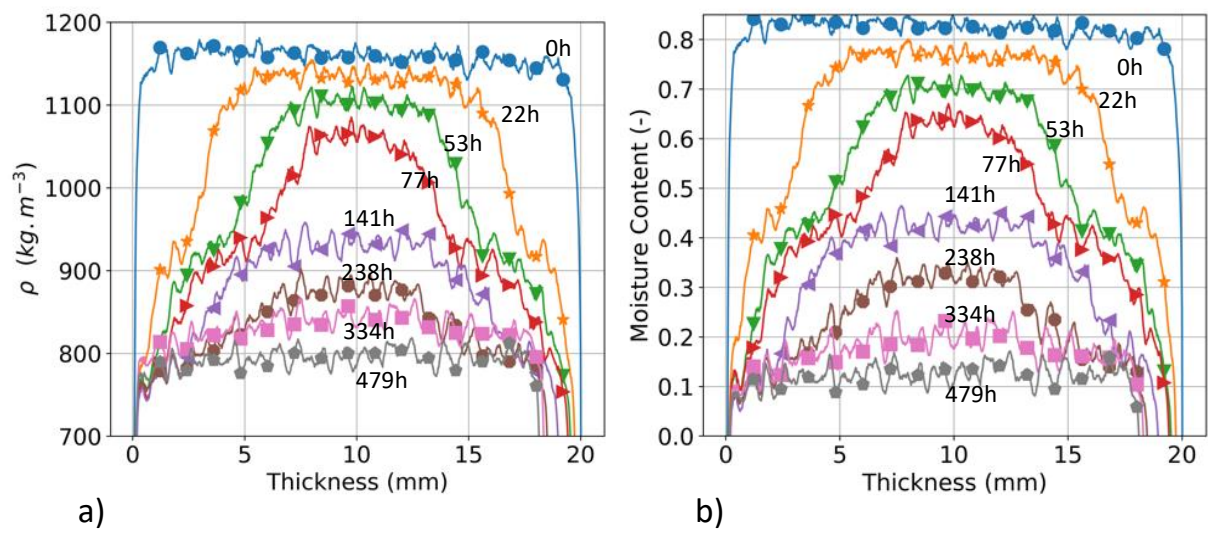 1200
1100
1000
900
800
700
ρ (kg.m⁻³)
0h
22h
53h
77h
141h
238h
334h
479h
0 5 10 15 20
Thickness (mm)
a)
0.8
0.7
0.6
0.5
0.4
0.3
0.2
0.1
0.0
Moisture Content (-)
0h
22h
53h
77h
141h
238h
334h
479h
0 5 10 15 20
Thickness (mm)
b)